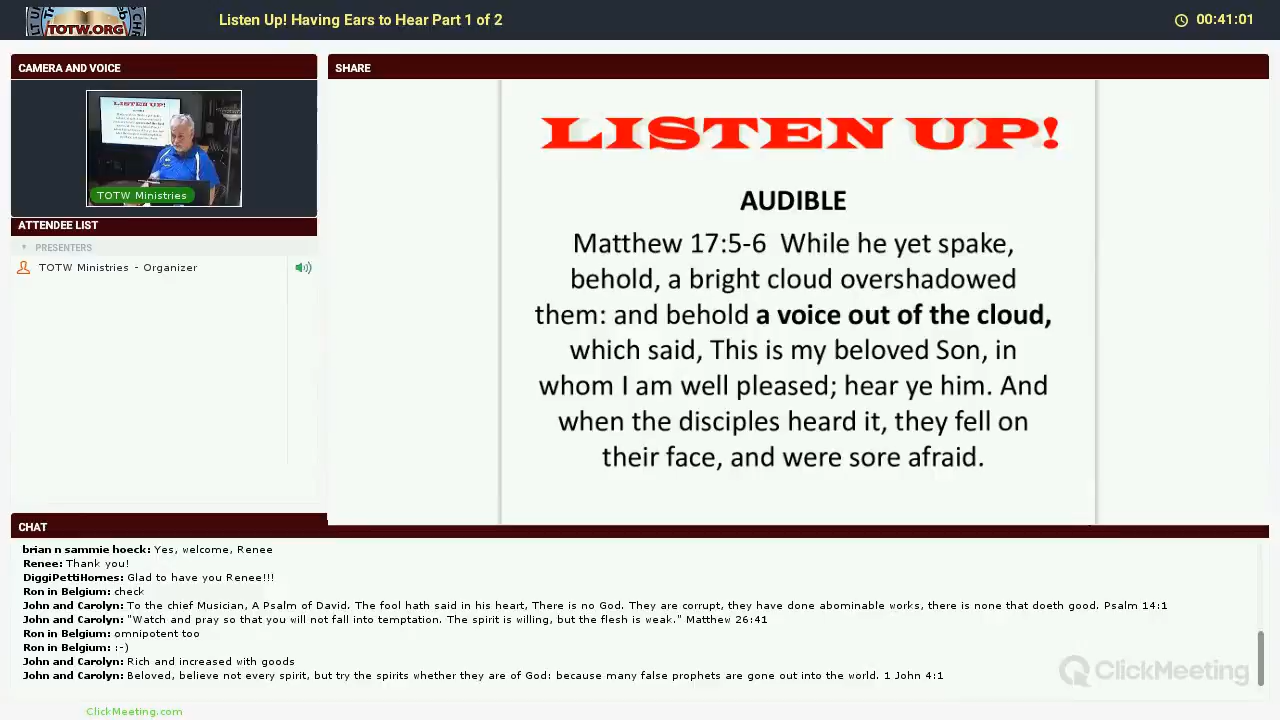 TOTW.ORG
Listen Up! Having Ears to Hear Part 1 of 2
00:41:01
CAMERA AND VOICE
LISTEN UP!
TOTW Ministries
ATTENDEE LIST
PRESENTERS
TOTW Ministries - Organizer
SHARE
LISTEN UP!
AUDIBLE
Matthew 17:5-6 While he yet spake,
behold, a bright cloud overshadowed
them: and behold a voice out of the cloud,
which said, This is my beloved Son, in
whom I am well pleased; hear ye him. And
when the disciples heard it, they fell on
their face, and were sore afraid.
CHAT
brian n sammie hoeck: Yes, welcome, Renee
Renee: Thank you!
DiggiPettiHornes: Glad to have you Renee!!!
Ron in Belgium: check
John and Carolyn: To the chief Musician, A Psalm of David. The fool hath said in his heart, There is no God. They are corrupt, they have done abominable works, there is none that doeth good. Psalm 14:1
John and Carolyn: "Watch and pray so that you will not fall into temptation. The spirit is willing, but the flesh is weak." Matthew 26:41
Ron in Belgium: omnipotent too
Ron in Belgium: :-)
John and Carolyn: Rich and increased with goods
John and Carolyn: Beloved, believe not every spirit, but try the spirits whether they are of God: because many false prophets are gone out into the world. 1 John 4:1
ClickMeeting
ClickMeeting.com